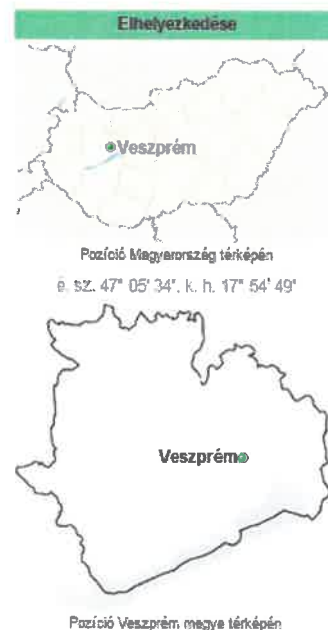 Elhelyezkedése
Veszprém
Pozíció Magyarország térképén
é. sz. 47° 05' 34", k. h. 17° 54' 49"
Veszprém
Pozíció Veszprém megye térképén